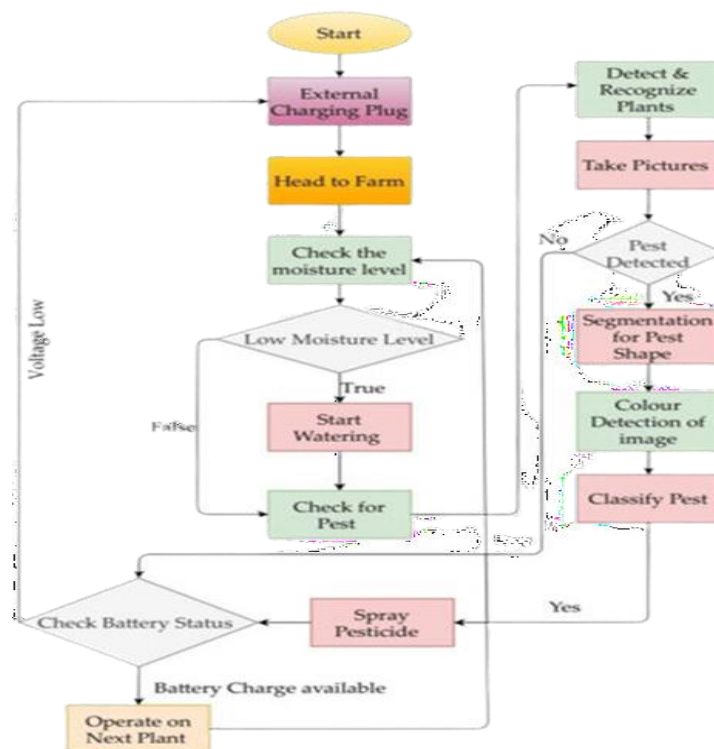 Start
External
Charging Plug
Head to Farm
Check the
moisture level
Low Moisture Level
True
False
Start
Watering
Check for
Pest
Detect &
Recognize
Plants
Take Pictures
Pest
Detected
No
Yes
Segmentation
for Pest
Shape
Colour
Detection of
image
Classify Pest
Yes
Spray
Pesticide
Check Battery Status
Voltage Low
Battery Charge available
Operate on
Next Plant